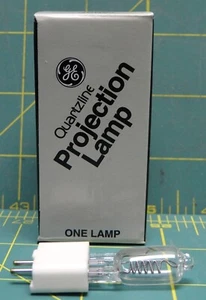 GE
Quartzline
Projection
Lamp
ONE LAMP